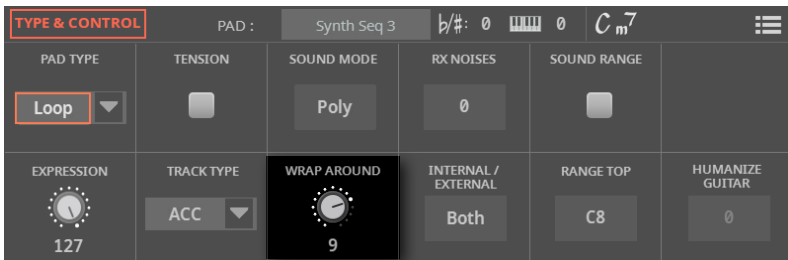 TYPE & CONTROL PAD : Synth Seq 3 ♭/♯: 0 0 Cm7
PAD TYPE TENSION SOUND MODE RX NOISES SOUND RANGE
Loop Poly 0
EXPRESSION TRACK TYPE WRAP AROUND INTERNAL / EXTERNAL RANGE TOP HUMANIZE GUITAR
ACC Both C8 0
127 9